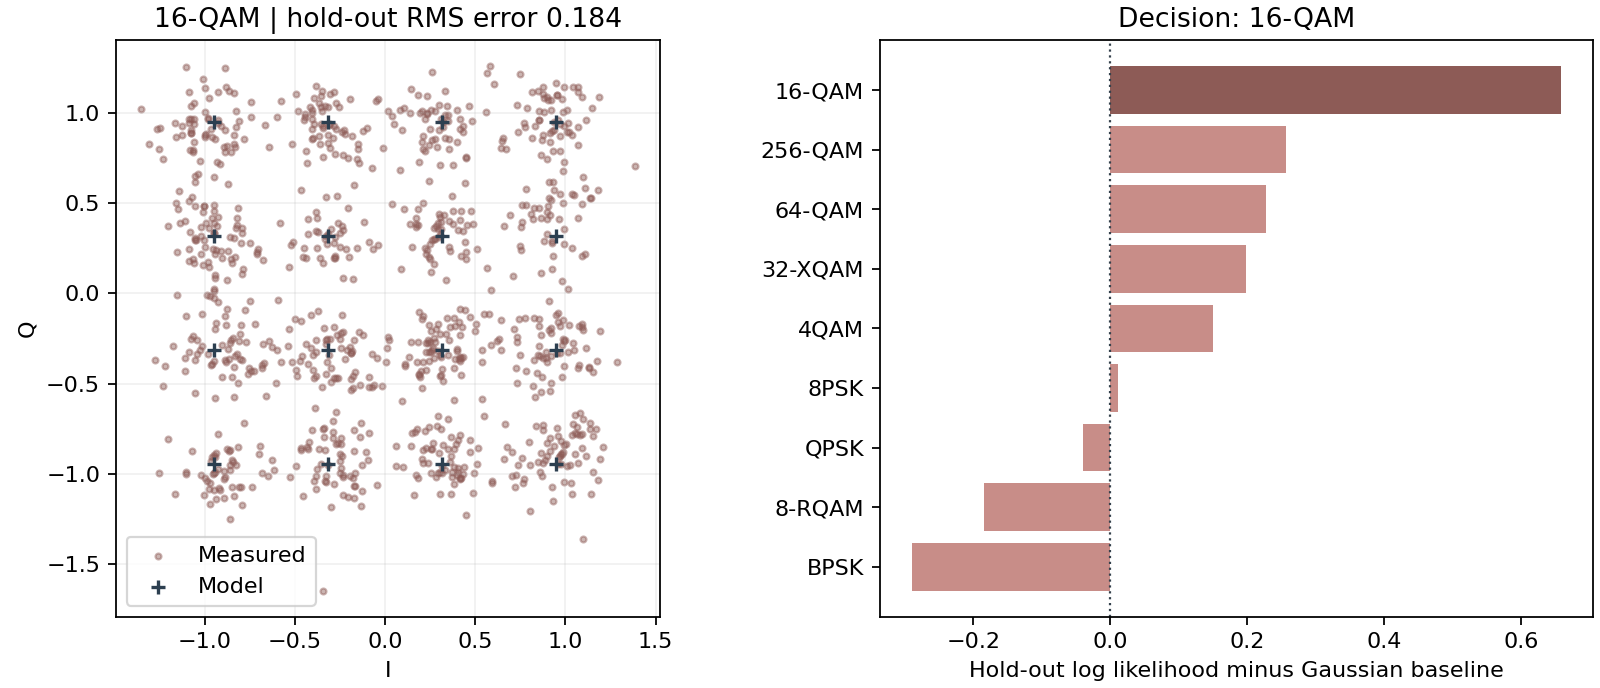 16-QAM | hold-out RMS error 0.184
1.0
0.5
0.0
−0.5
−1.0
−1.5
Q
Measured
Model
−1.0
−0.5
0.0
0.5
1.0
1.5
I
Decision: 16-QAM
16-QAM
256-QAM
64-QAM
32-XQAM
4QAM
8PSK
QPSK
8-RQAM
BPSK
−0.2
0.0
0.2
0.4
0.6
Hold-out log likelihood minus Gaussian baseline